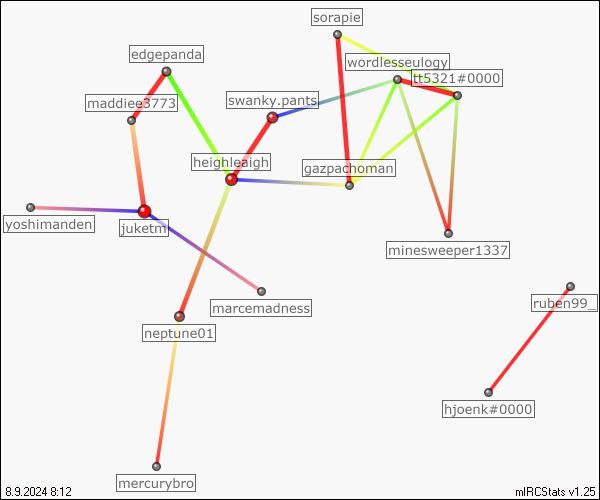 sorapie
edgepanda
wordlesseulogy
tt5321#0000
maddiee3773
swanky.pants
heighleaigh
gazpachoman
yoshimanden
juketm
minesweeper1337
marcemadness
ruben99_
neptune01
hjoenk#0000
mercurybro
8.9.2024 8:12
mIRCStats v1.25